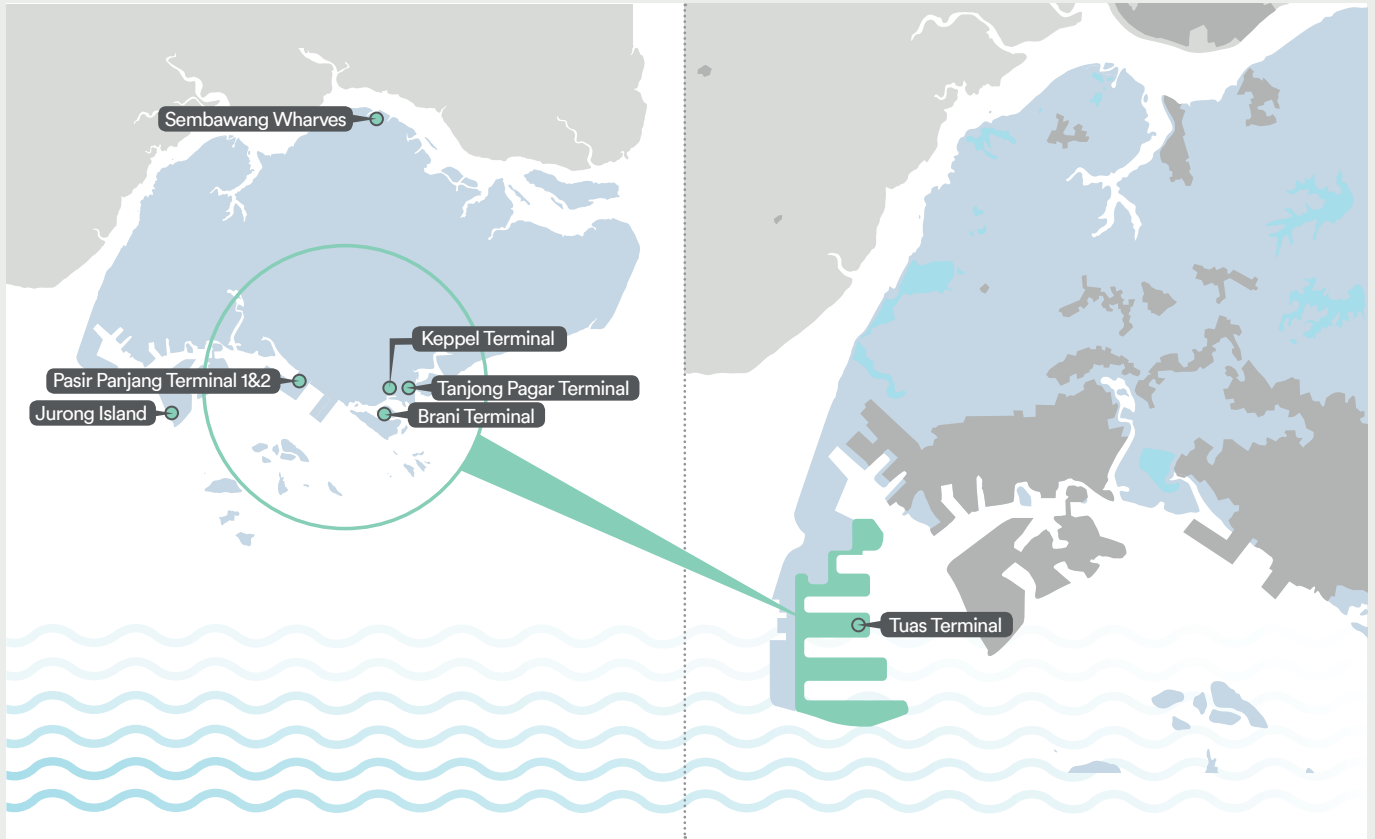 Sembawang Wharves
Keppel Terminal
Pasir Panjang Terminal 1&2
Tanjong Pagar Terminal
Jurong Island
Brani Terminal
Tuas Terminal